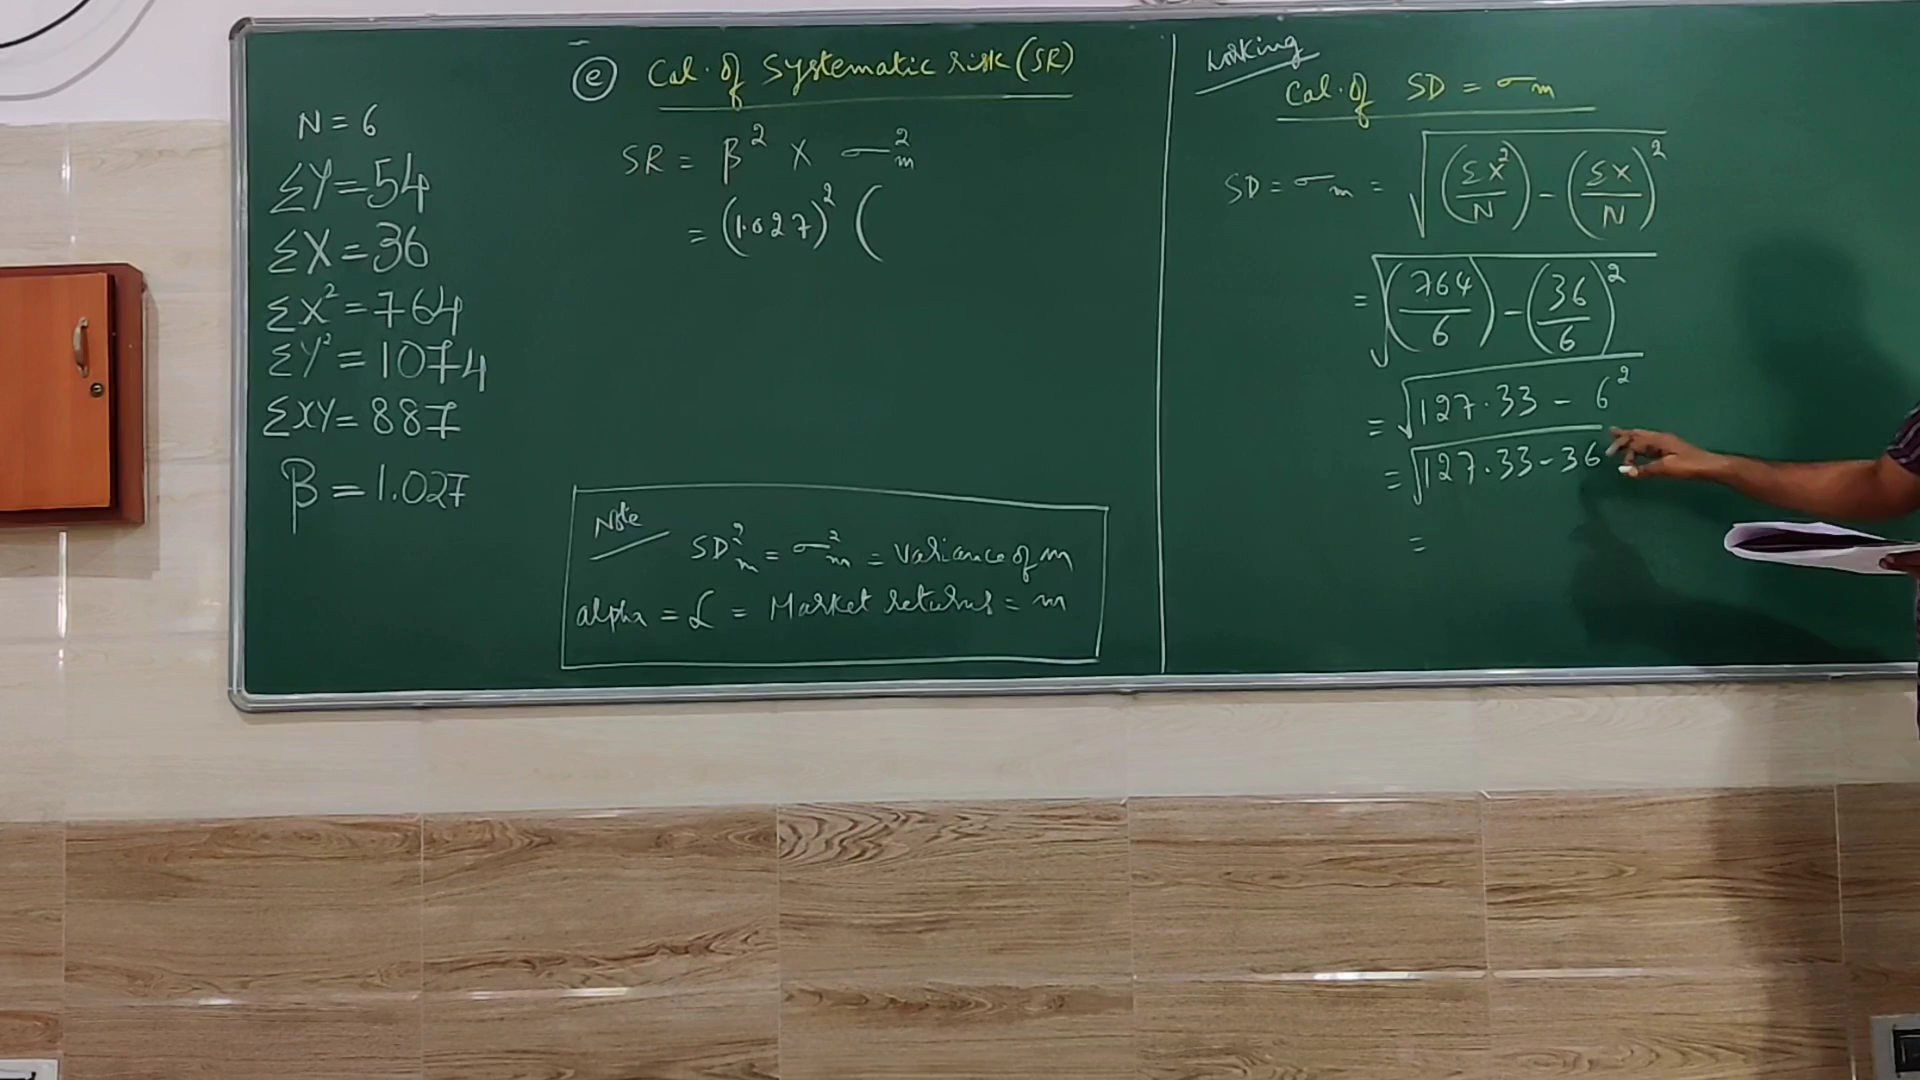 N = 6
ΣY = 54
ΣX = 36
ΣX² = 764
ΣY² = 1074
ΣXY = 887
β = 1.027
(e) Cal. of Systematic risk (SR)
SR = β² × σ²m
= (1.027)² (
Note
SD²m = σ²m = Variance of m
alpha = £ = Market returns = m
Working
Cal. of SD = σm
SD = σm = √(ΣX²/N) - (ΣX/N)²
= √(764/6) - (36/6)²
= √127.33 - 6²
= √127.33 - 36
=